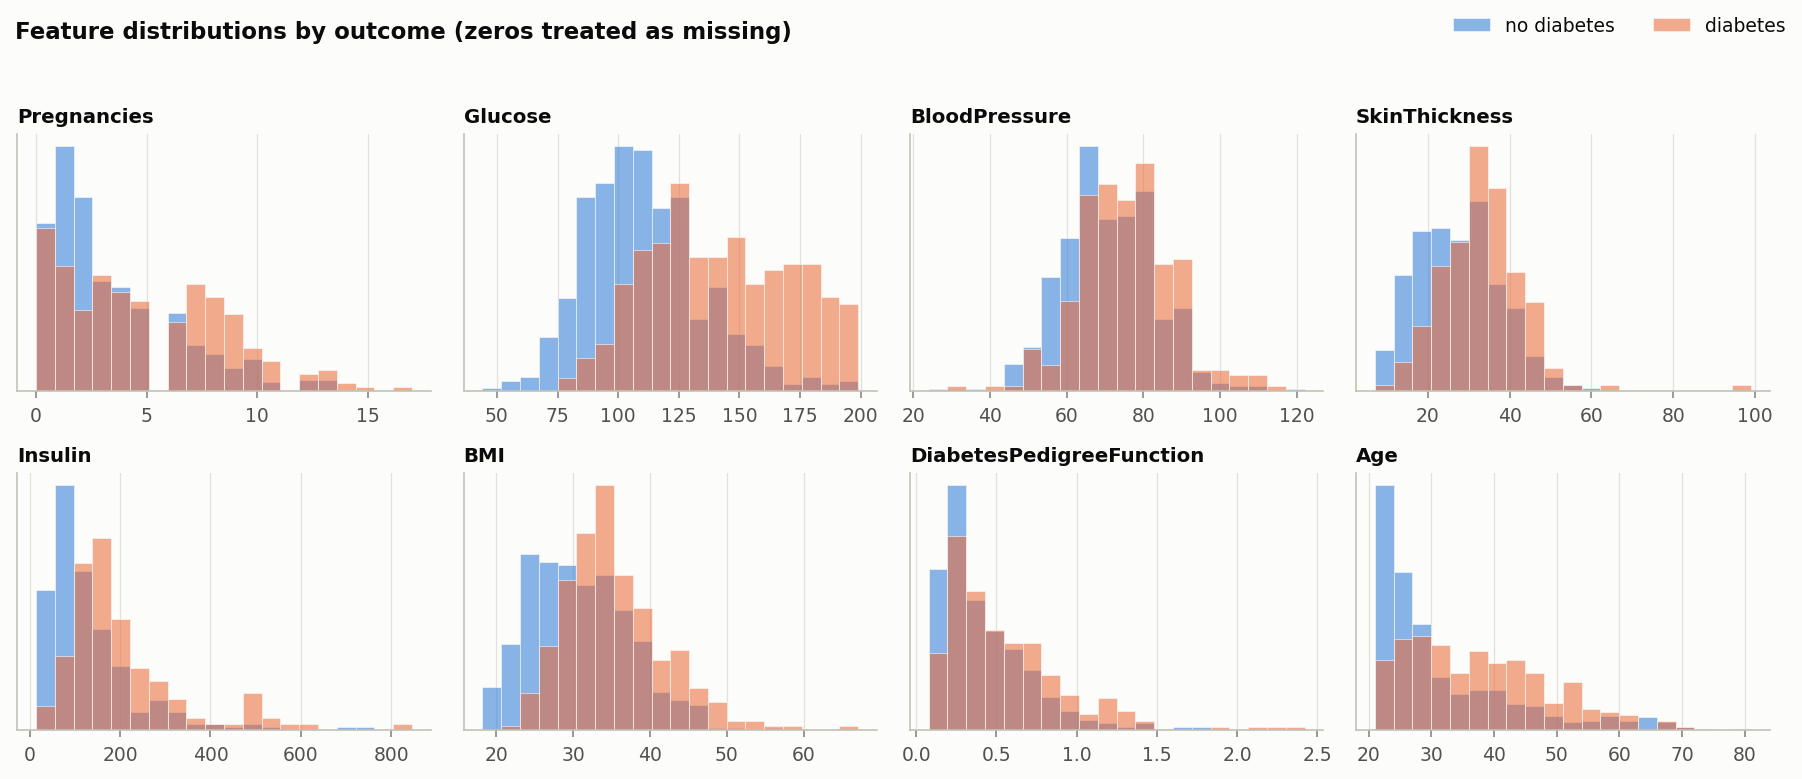 Feature distributions by outcome (zeros treated as missing)
no diabetes diabetes
Pregnancies Glucose BloodPressure SkinThickness
0 5 10 15 50 75 100 125 150 175 200 20 40 60 80 100 120 20 40 60 80 100
Insulin BMI DiabetesPedigreeFunction Age
0 200 400 600 800 20 30 40 50 60 0.0 0.5 1.0 1.5 2.0 2.5 20 30 40 50 60 70 80